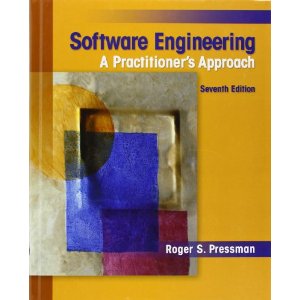 Software Engineering
A Practitioner's Approach
Seventh Edition
Roger S. Pressman